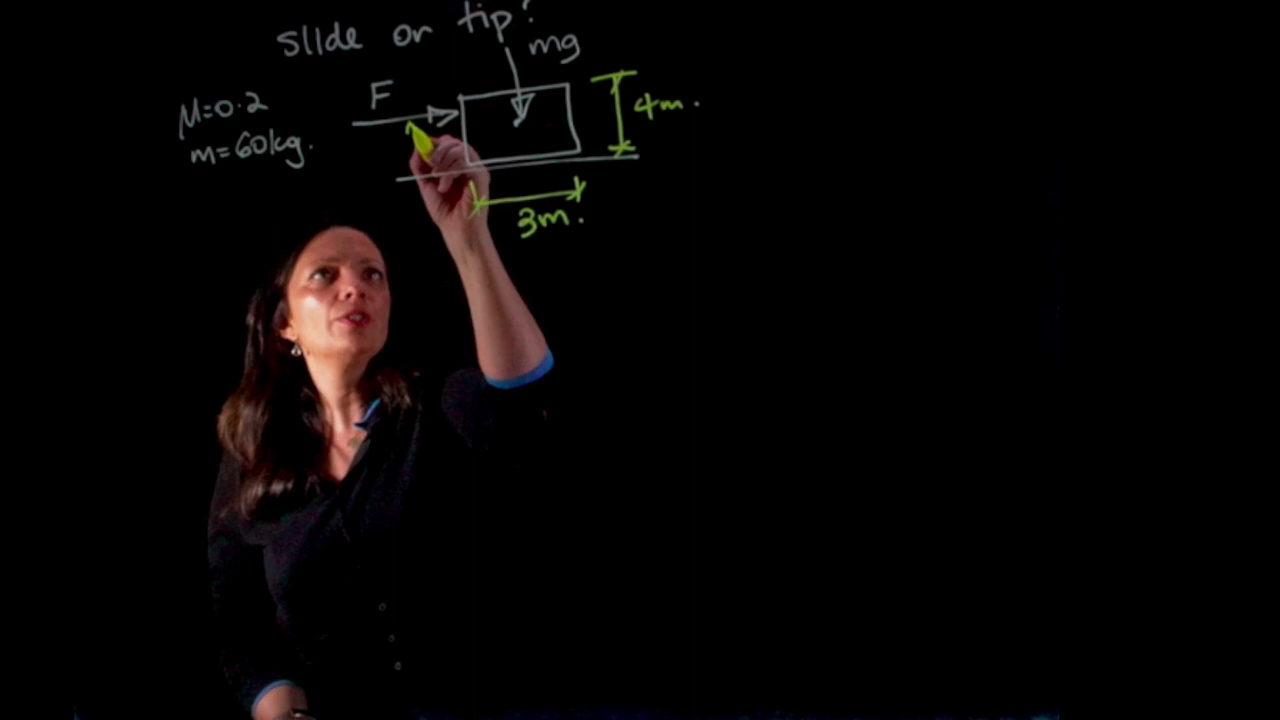 Slide or tip?
mg
F
μ=0.2
m=60kg.
4m.
3m.